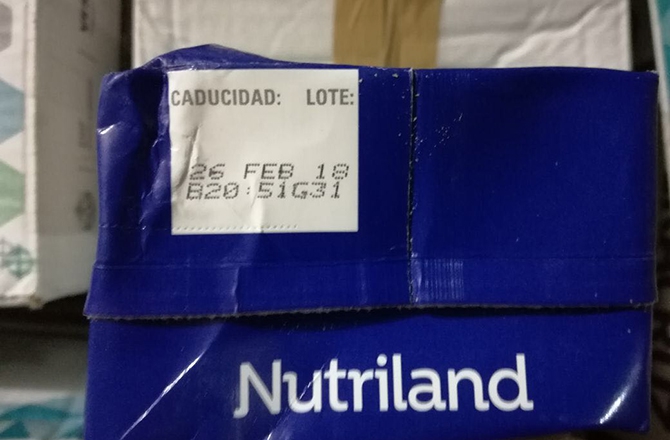 CADUCIDAD: LOTE:
26 FEB 18
B20:51G31
Nutriland